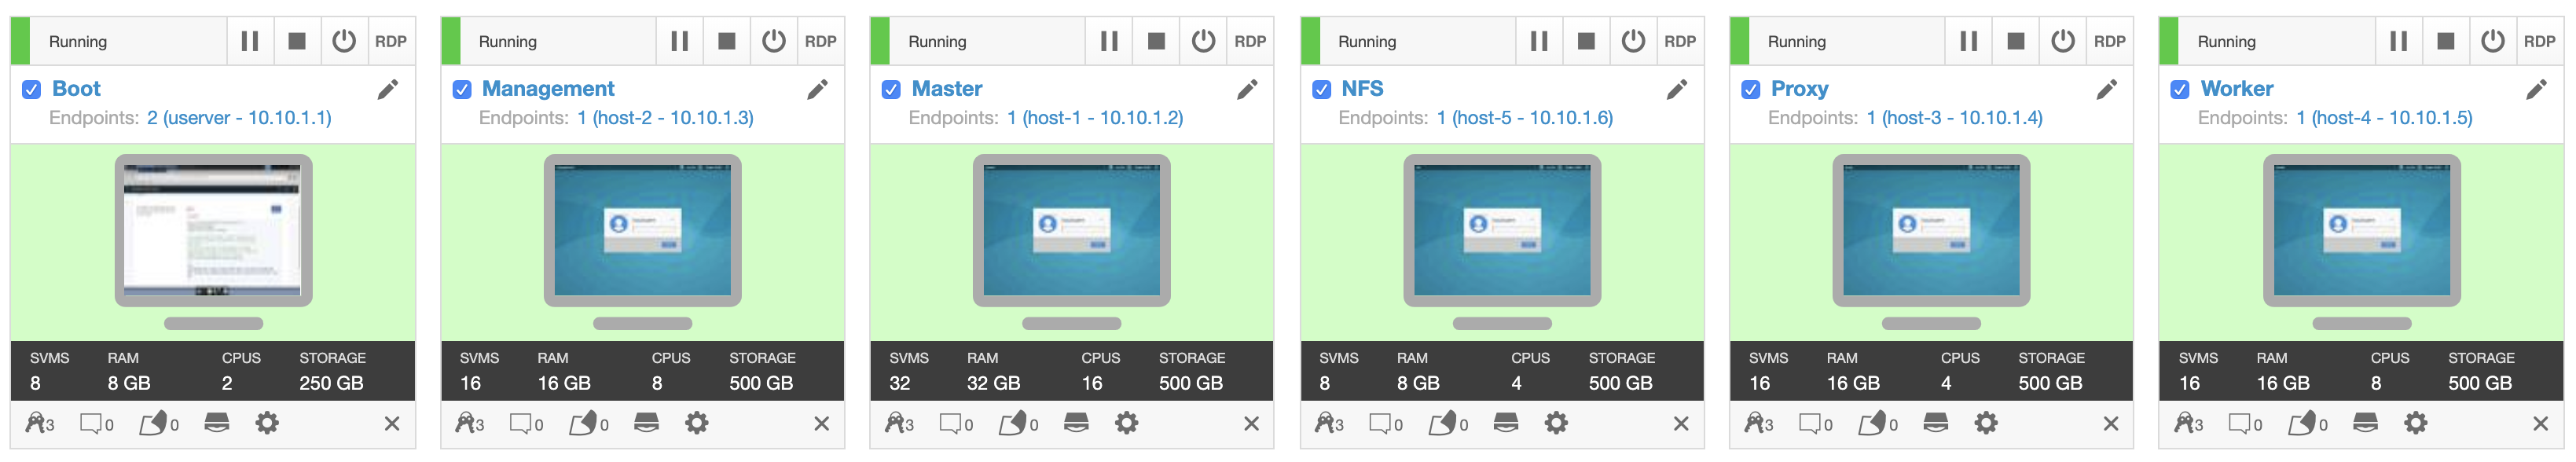 Running RDP
Boot
Endpoints: 2 (userver - 10.10.1.1)
SVMS RAM CPUS STORAGE
8 8 GB 2 250 GB
3 0 0
Running RDP
Management
Endpoints: 1 (host-2 - 10.10.1.3)
SVMS RAM CPUS STORAGE
16 16 GB 8 500 GB
3 0 0
Running RDP
Master
Endpoints: 1 (host-1 - 10.10.1.2)
SVMS RAM CPUS STORAGE
32 32 GB 16 500 GB
3 0 0
Running RDP
NFS
Endpoints: 1 (host-5 - 10.10.1.6)
SVMS RAM CPUS STORAGE
8 8 GB 4 500 GB
3 0 0
Running RDP
Proxy
Endpoints: 1 (host-3 - 10.10.1.4)
SVMS RAM CPUS STORAGE
16 16 GB 4 500 GB
3 0 0
Running RDP
Worker
Endpoints: 1 (host-4 - 10.10.1.5)
SVMS RAM CPUS STORAGE
16 16 GB 8 500 GB
3 0 0